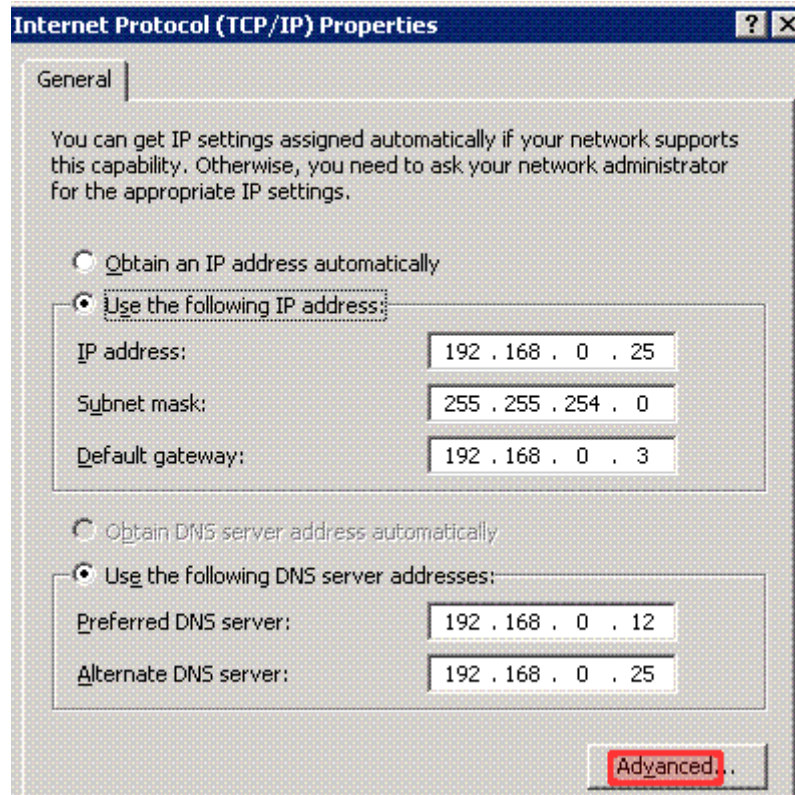 Internet Protocol (TCP/IP) Properties
General
You can get IP settings assigned automatically if your network supports
this capability. Otherwise, you need to ask your network administrator
for the appropriate IP settings.
Obtain an IP address automatically
Use the following IP address:
IP address: 192 . 168 . 0 . 25
Subnet mask: 255 . 255 . 254 . 0
Default gateway: 192 . 168 . 0 . 3
Obtain DNS server address automatically
Use the following DNS server addresses:
Preferred DNS server: 192 . 168 . 0 . 12
Alternate DNS server: 192 . 168 . 0 . 25
Advanced...